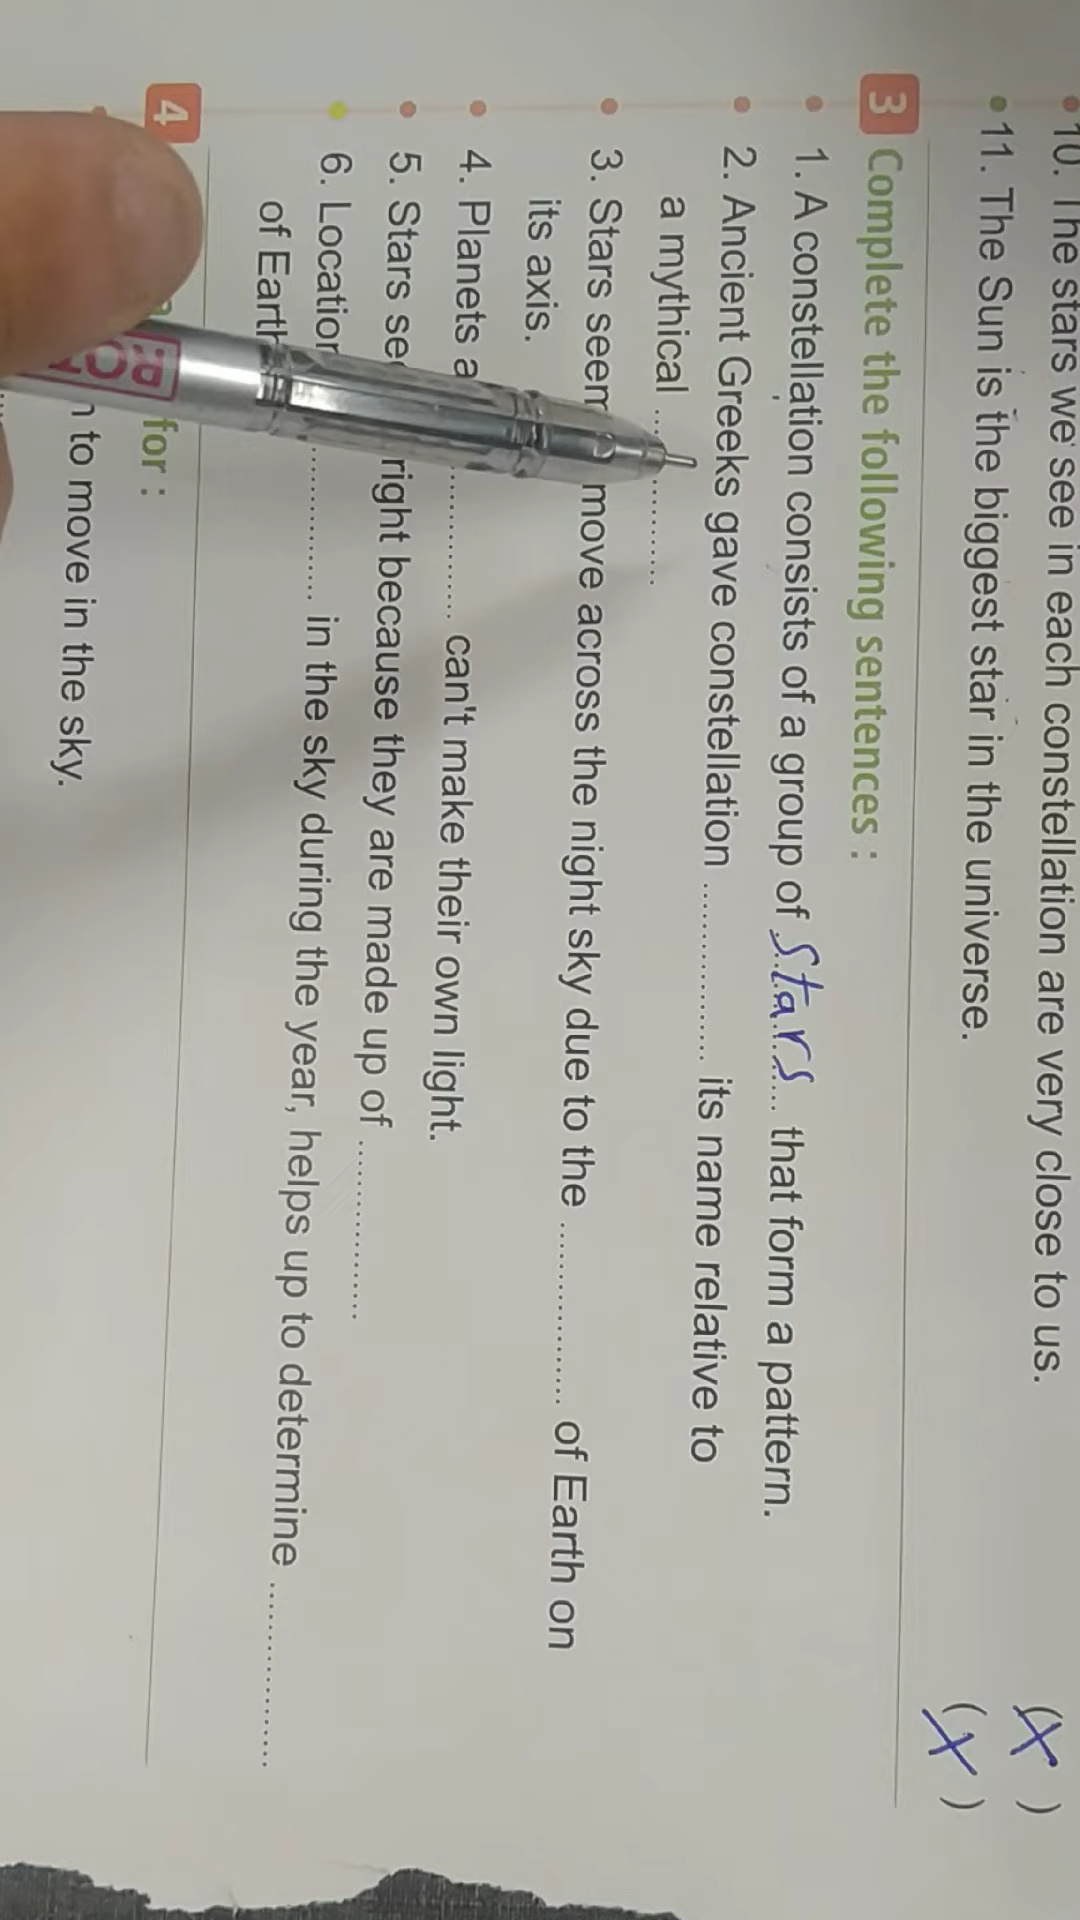 10. The stars we see in each constellation are very close to us. (X)
11. The Sun is the biggest star in the universe. (X)
3 Complete the following sentences :
1. A constellation consists of a group of stars that form a pattern.
2. Ancient Greeks gave constellation ............... its name relative to
a mythical ...............
3. Stars seem move across the night sky due to the ............... of Earth on
its axis.
4. Planets a ............... can't make their own light.
5. Stars se right because they are made up of ...............
6. Location ............... in the sky during the year, helps up to determine ...............
of Earth
4 for :
to move in the sky.